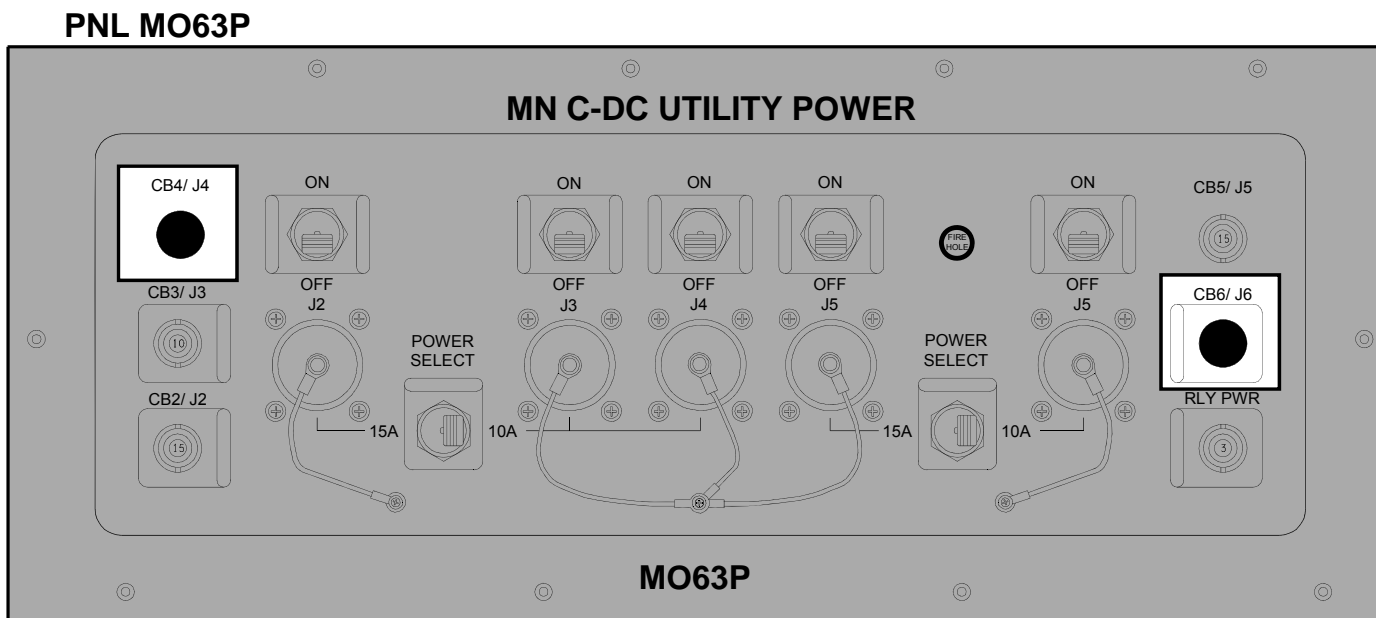 PNL MO63P
MN C-DC UTILITY POWER
CB4/ J4
ON
ON
ON
ON
ON
CB5/ J5
15
FIRE
HOLE
CB3/ J3
OFF
OFF
OFF
OFF
OFF
CB6/ J6
J2
J3
J4
J5
J5
10
POWER
SELECT
POWER
SELECT
CB2/ J2
RLY PWR
15
15A
10A
15A
10A
3
MO63P